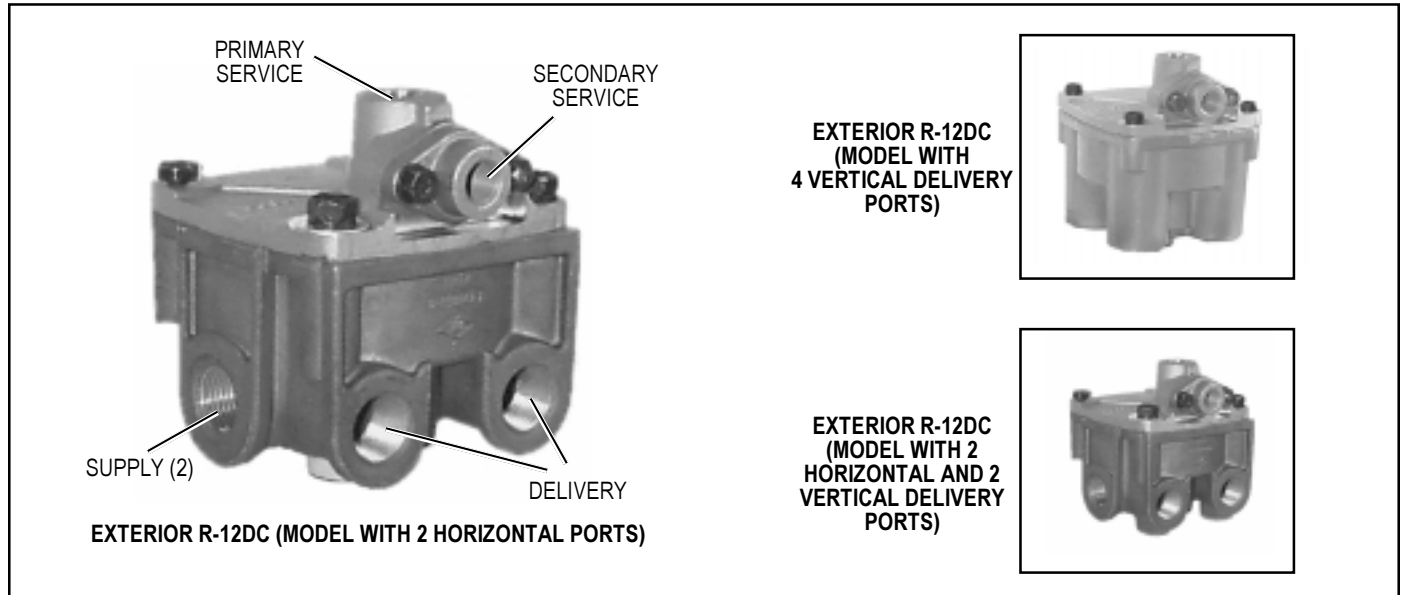 PRIMARY
SERVICE
SECONDARY
SERVICE
SUPPLY (2)
DELIVERY
EXTERIOR R-12DC (MODEL WITH 2 HORIZONTAL PORTS)
EXTERIOR R-12DC
(MODEL WITH
4 VERTICAL DELIVERY
PORTS)
EXTERIOR R-12DC
(MODEL WITH 2
HORIZONTAL AND 2
VERTICAL DELIVERY
PORTS)